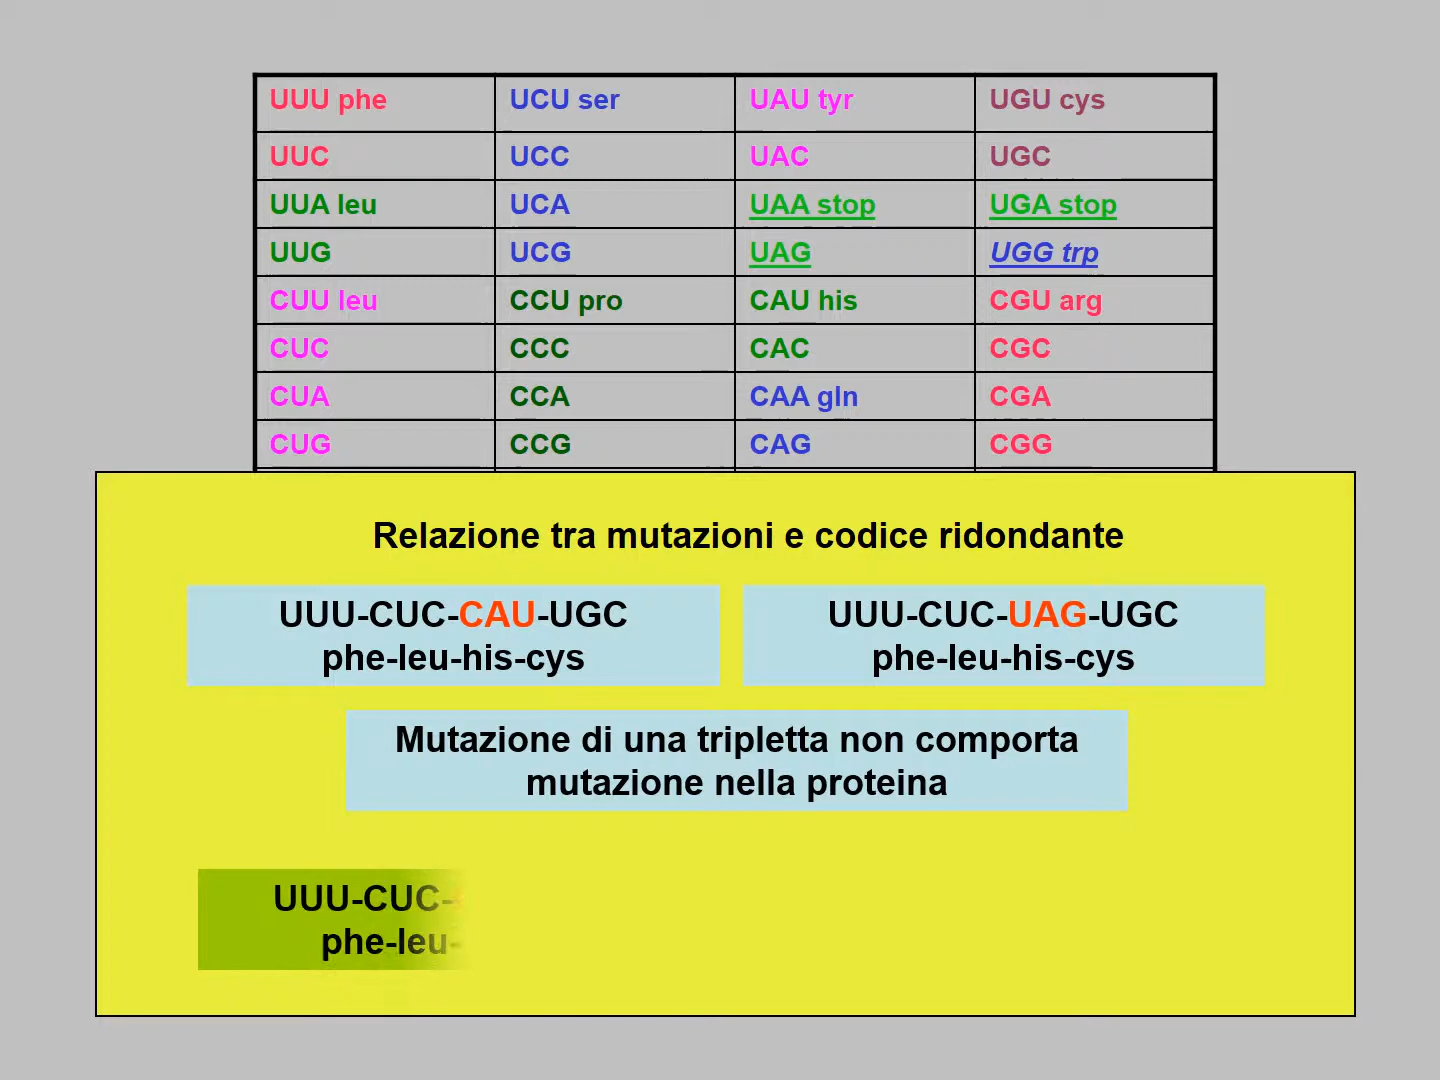 UUU phe UCU ser UAU tyr UGU cys
UUC UCC UAC UGC
UUA leu UCA UAA stop UGA stop
UUG UCG UAG UGG trp
CUU leu CCU pro CAU his CGU arg
CUC CCC CAC CGC
CUA CCA CAA gln CGA
CUG CCG CAG CGG
Relazione tra mutazioni e codice ridondante
UUU-CUC-CAU-UGC
phe-leu-his-cys
UUU-CUC-UAG-UGC
phe-leu-his-cys
Mutazione di una tripletta non comporta
mutazione nella proteina
UUU-CUC-
phe-leu-